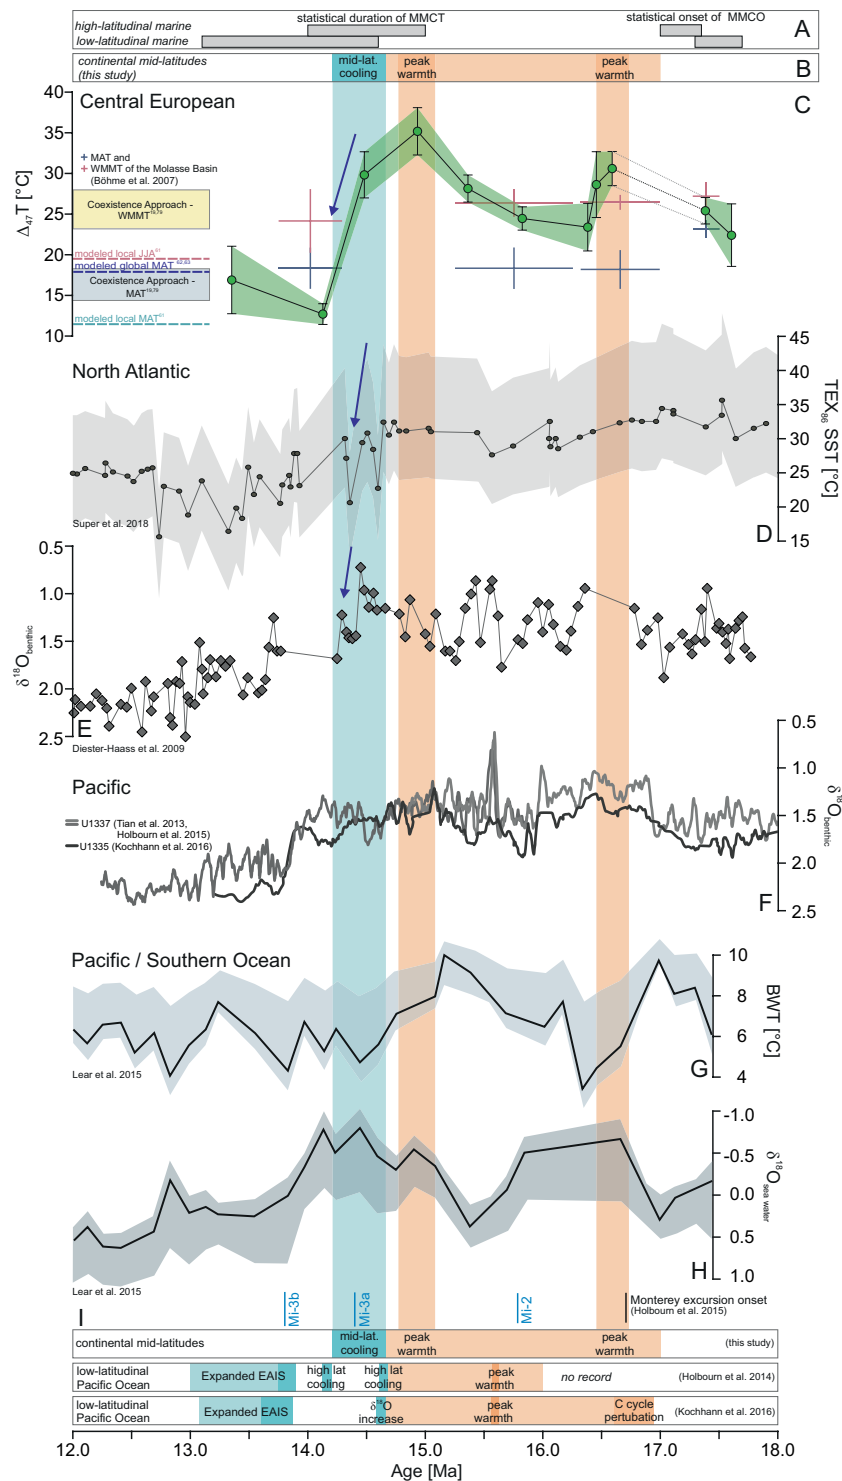 high-latitudinal marine
low-latitudinal marine
statistical duration of MMCT
statistical onset of MMCO
A
continental mid-latitudes
(this study)
mid-lat.
cooling
peak
warmth
peak
warmth
B
40
35
30
25
20
15
10
Δ47T [°C]
Central European
C
MAT and
WMMT of the Molasse Basin
(Böhme et al. 2007)
Coexistence Approach -
WMMT18,79
modeled local JJA61
modeled global MAT 62,63
Coexistence Approach -
MAT18,79
modeled local MAT61
North Atlantic
45
40
35
30
25
20
15
TEX86 SST [°C]
Super et al. 2018
D
0.5
1.0
1.5
2.0
2.5
δ18Obenthic
E
Diester-Haass et al. 2009
Pacific
U1337 (Tian et al. 2013,
Holbourn et al. 2015)
U1335 (Kochhann et al. 2016)
0.5
1.0
1.5
2.0
2.5
δ18Obenthic
F
Pacific / Southern Ocean
10
8
6
4
BWT [°C]
Lear et al. 2015
G
-1.0
-0.5
0.0
0.5
1.0
δ18Osea water
H
Lear et al. 2015
I
Mi-3b
Mi-3a
Mi-2
Monterey excursion onset
(Holbourn et al. 2015)
continental mid-latitudes
mid-lat.
cooling
peak
warmth
peak
warmth
(this study)
low-latitudinal
Pacific Ocean
Expanded EAIS
high lat
cooling
high lat
cooling
peak
warmth
no record
(Holbourn et al. 2014)
low-latitudinal
Pacific Ocean
Expanded EAIS
δ18O
increase
peak
warmth
C cycle
pertubation
(Kochhann et al. 2016)
12.0 13.0 14.0 15.0 16.0 17.0 18.0
Age [Ma]